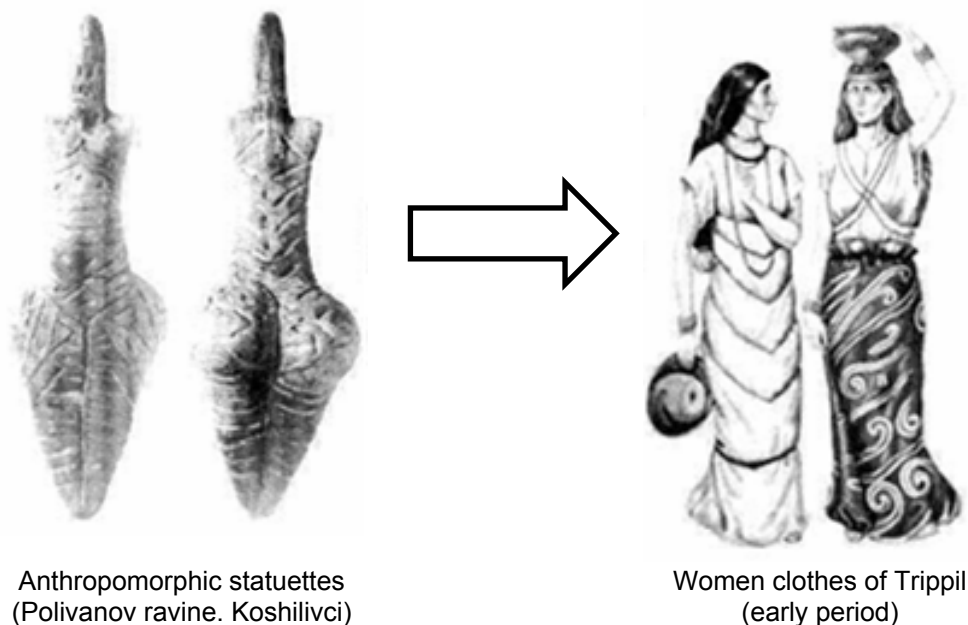 Anthropomorphic statuettes
(Polivanov ravine. Koshilivci)
Women clothes of Trippil
(early period)